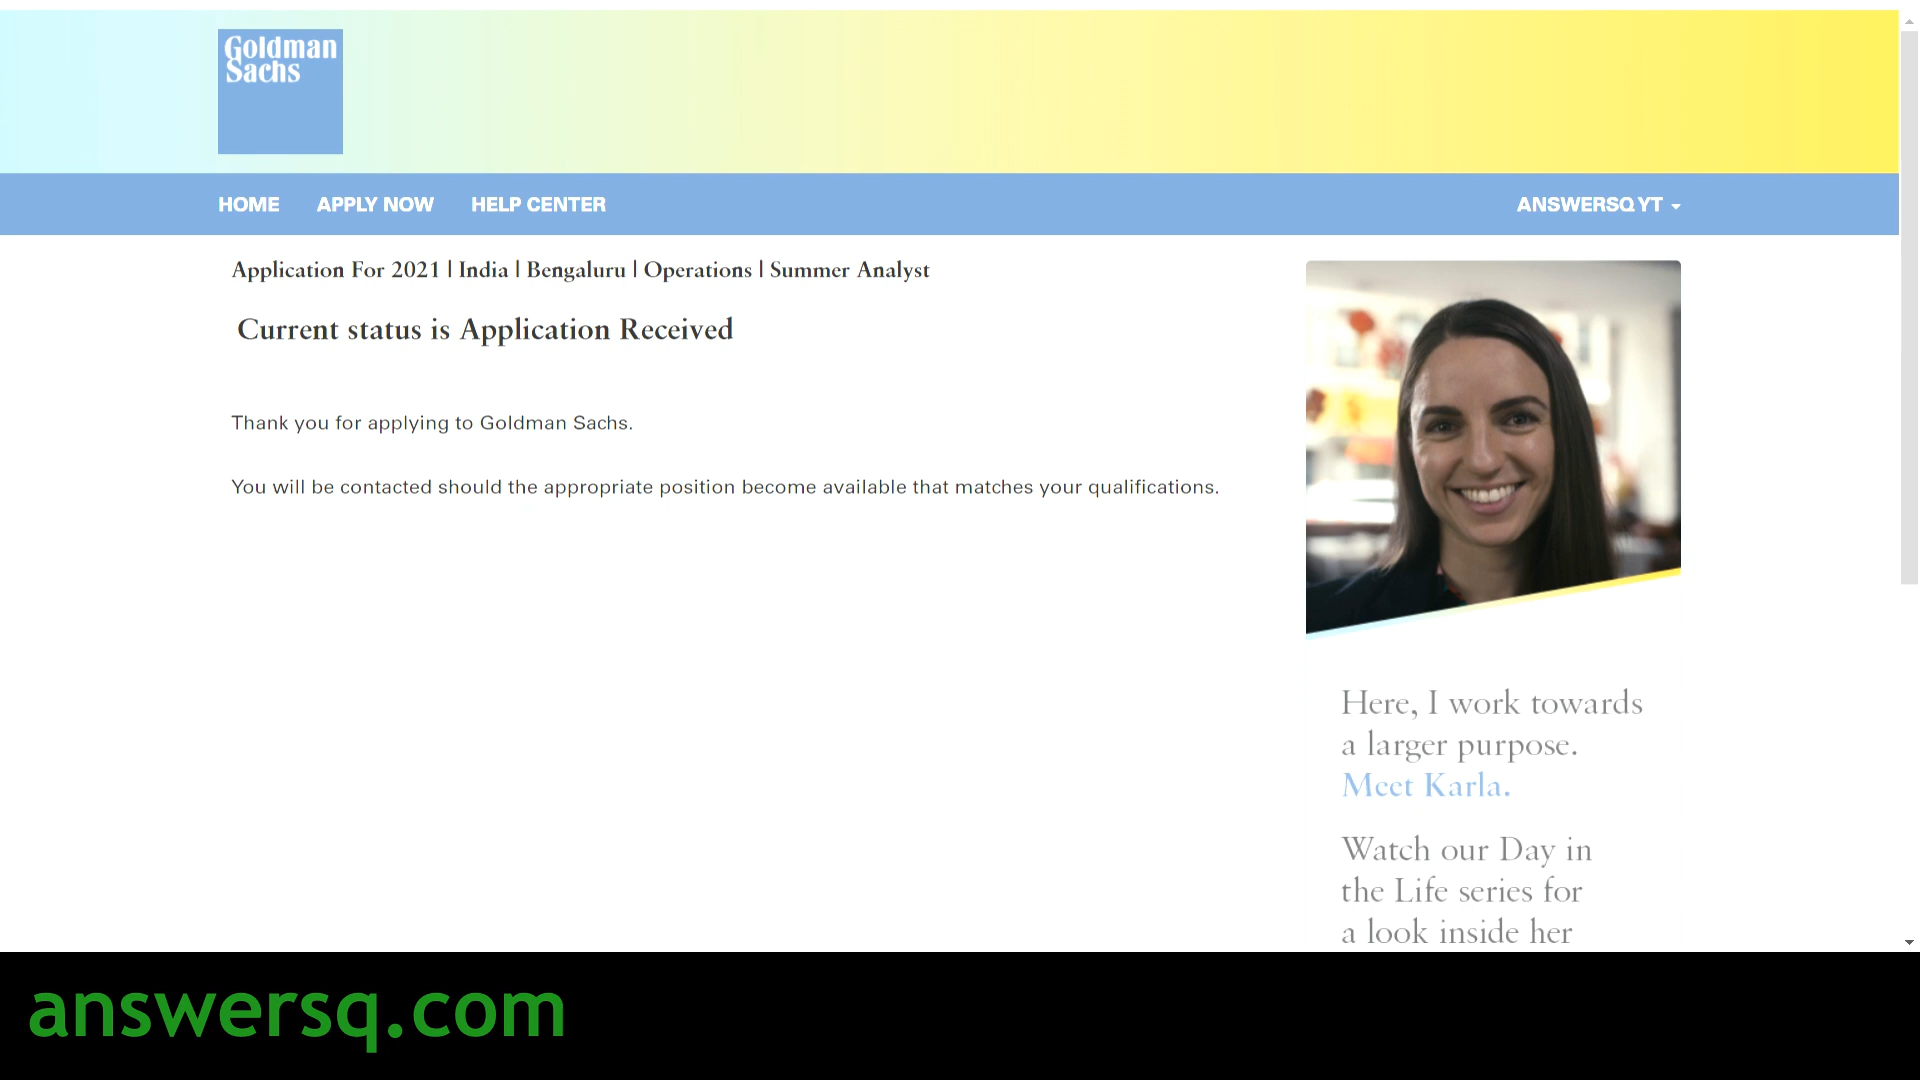 Goldman
Sachs
HOME APPLY NOW HELP CENTER ANSWERSQ YT
Application For 2021 | India | Bengaluru | Operations | Summer Analyst
Current status is Application Received
Thank you for applying to Goldman Sachs.
You will be contacted should the appropriate position become available that matches your qualifications.
Here, I work towards
a larger purpose.
Meet Karla.
Watch our Day in
the Life series for
a look inside her
answersq.com